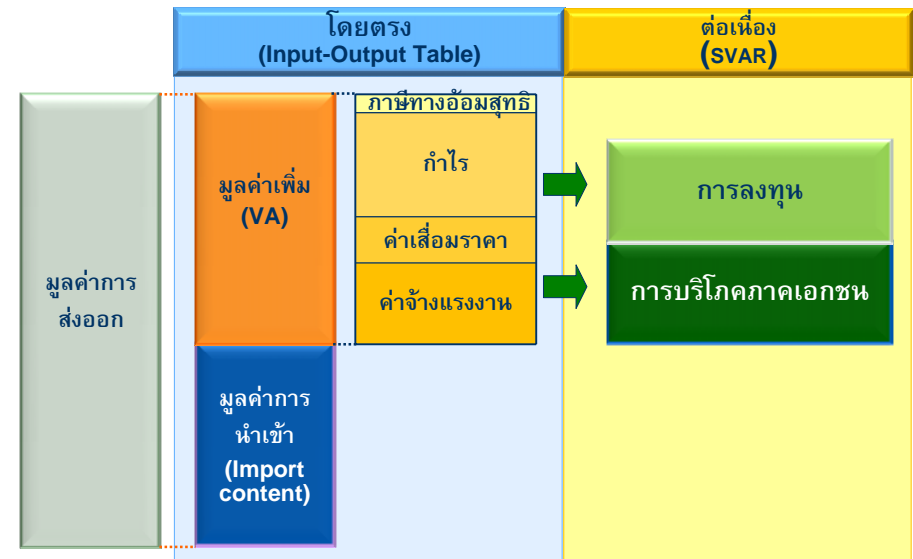 โดยตรง
(Input-Output Table)
ต่อเนื่อง
(SVAR)
มูลค่าการ
ส่งออก
มูลค่าเพิ่ม
(VA)
มูลค่าการ
นำเข้า
(Import
content)
ภาษีทางอ้อมสุทธิ
กำไร
ค่าเสื่อมราคา
ค่าจ้างแรงงาน
การลงทุน
การบริโภคภาคเอกชน